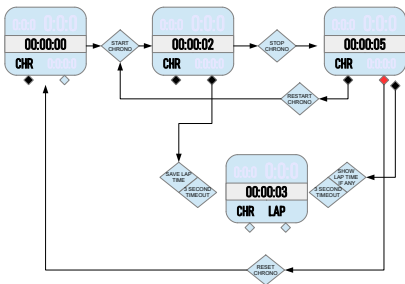 00:00:00
CHR
START
CHRONO
00:00:02
CHR
STOP
CHRONO
00:00:05
CHR
RESTART
CHRONO
SAVE LAP
TIME
3 SECOND
TIMEOUT
00:00:03
CHR LAP
SHOW
LAP TIME
IF ANY
3 SECOND
TIMEOUT
RESET
CHRONO